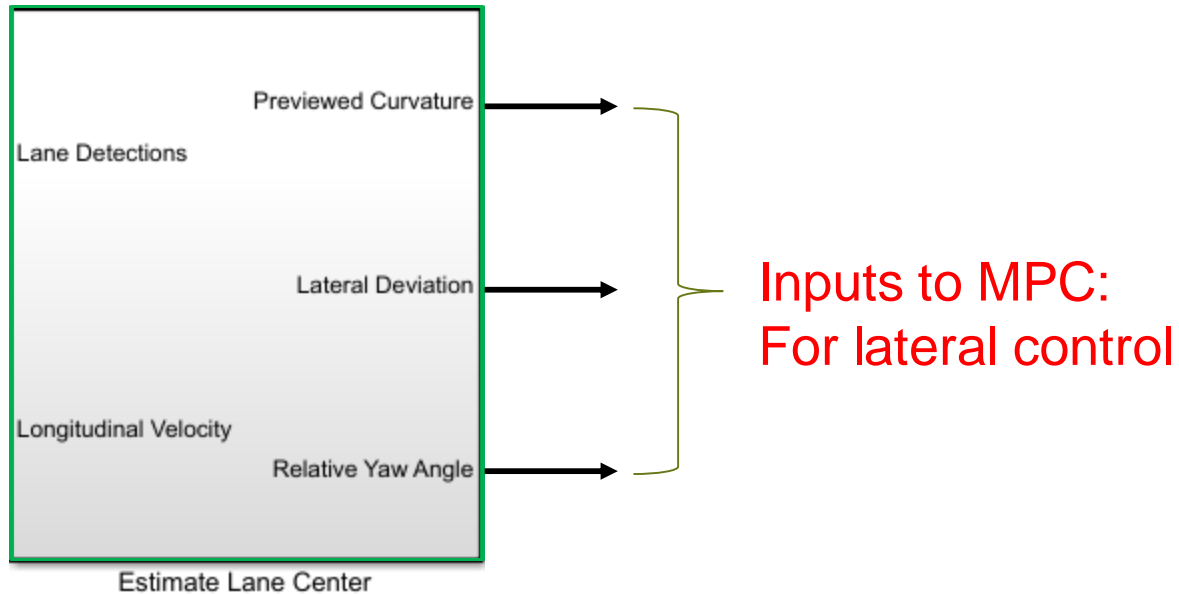 Previewed Curvature
Lane Detections
Lateral Deviation
Inputs to MPC:
For lateral control
Longitudinal Velocity
Relative Yaw Angle
Estimate Lane Center